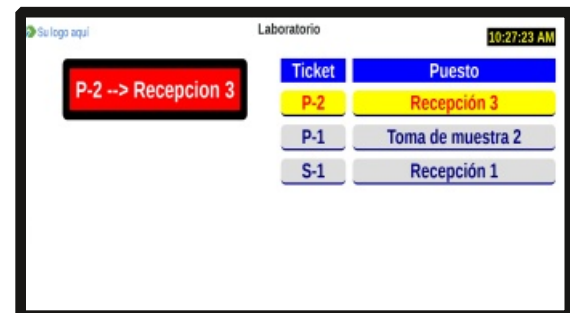 Su logo aquí
Laboratorio
10:27:23 AM
P-2 --> Recepcion 3
Ticket Puesto
P-2 Recepción 3
P-1 Toma de muestra 2
S-1 Recepción 1